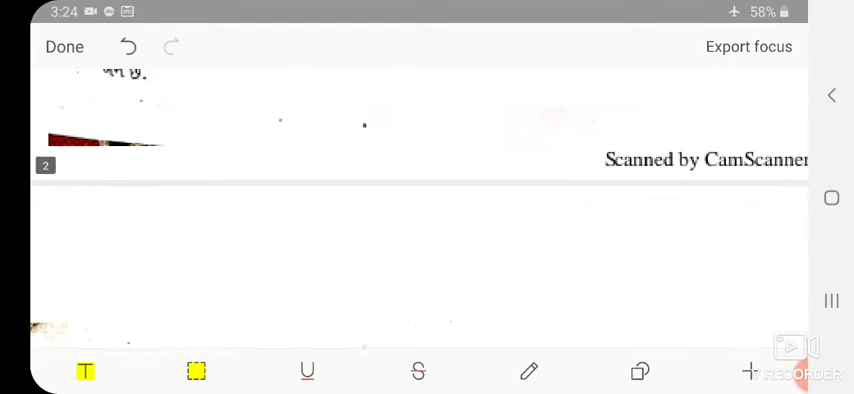 3:24 58%
Done Export focus
છે.
2
Scanned by CamScanner
T U S
V RECORDER